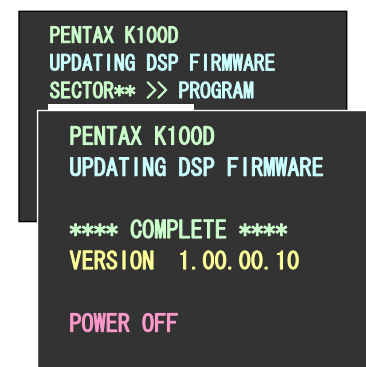 PENTAX K100D
UPDATING DSP FIRMWARE
SECTOR** >> PROGRAM
PENTAX K100D
UPDATING DSP FIRMWARE
**** COMPLETE ****
VERSION 1.00.00.10
POWER OFF